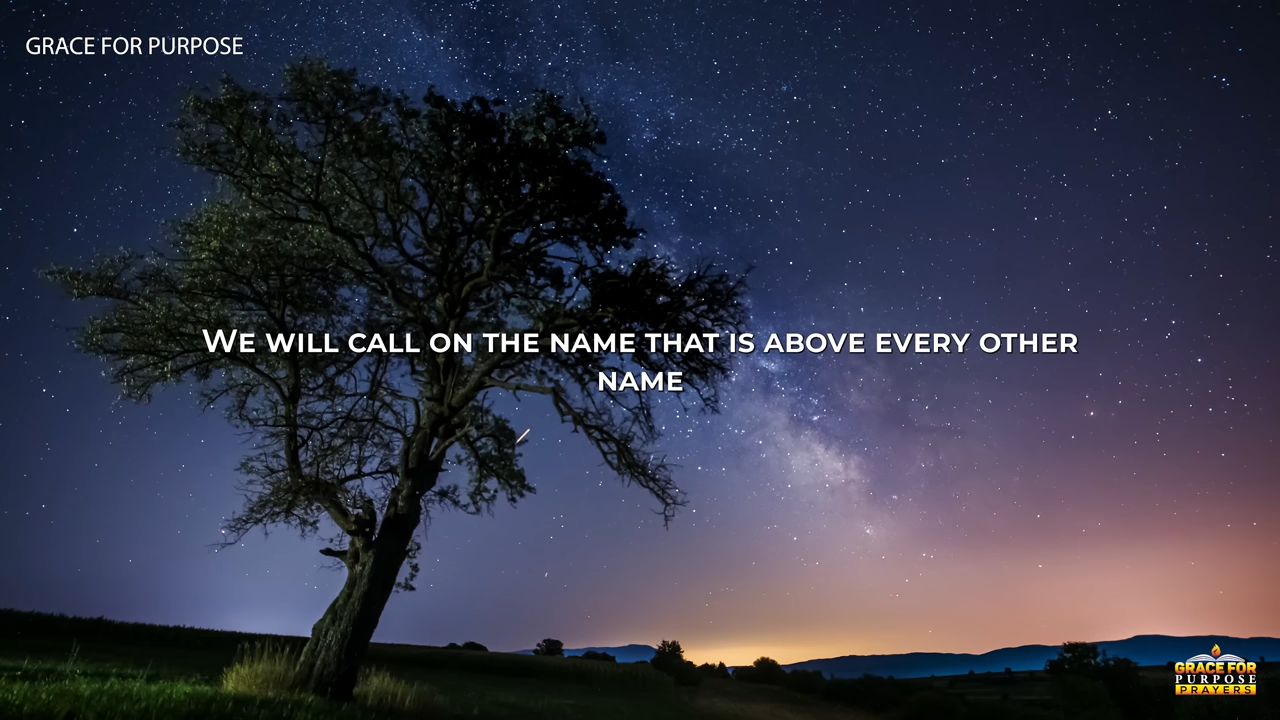 GRACE FOR PURPOSE
WE WILL CALL ON THE NAME THAT IS ABOVE EVERY OTHER
NAME
GRACE FOR
PURPOSE
PRAYERS